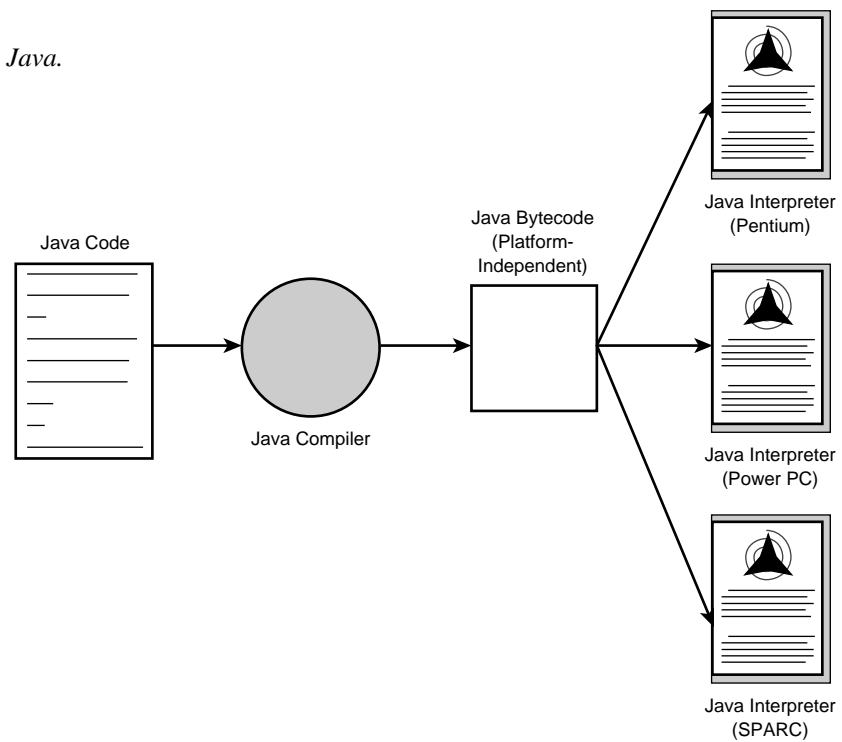 Java.
Java Code
Java Compiler
Java Bytecode
(Platform-
Independent)
Java Interpreter
(Pentium)
Java Interpreter
(Power PC)
Java Interpreter
(SPARC)